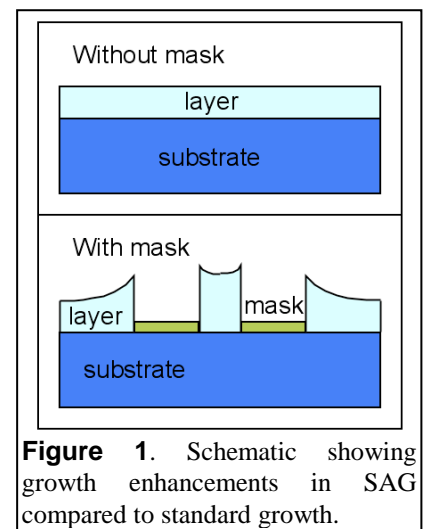 Without mask
layer
substrate
With mask
layer
mask
substrate
Figure 1. Schematic showing
growth enhancements in SAG
compared to standard growth.